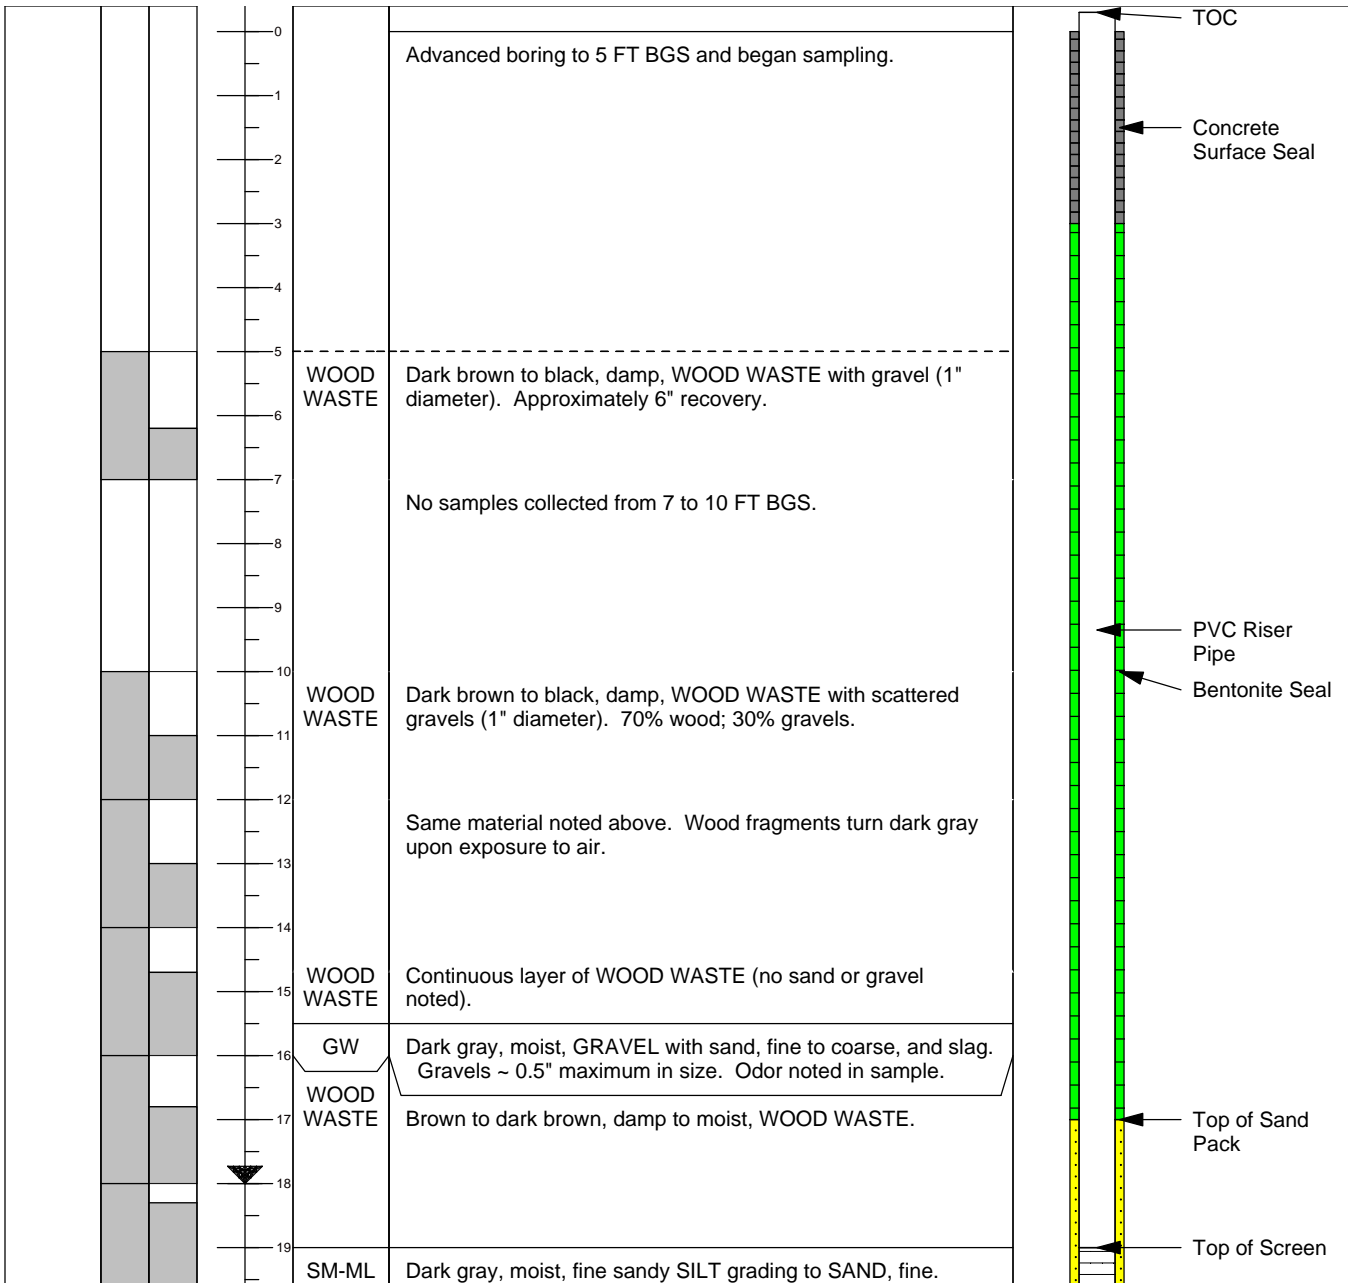 TOC
0
Advanced boring to 5 FT BGS and began sampling.
1
Concrete
Surface Seal
2
3
4
5
WOOD
WASTE
Dark brown to black, damp, WOOD WASTE with gravel (1"
diameter).  Approximately 6" recovery.
6
7
No samples collected from 7 to 10 FT BGS.
8
9
PVC Riser
Pipe
10
Bentonite Seal
WOOD
WASTE
Dark brown to black, damp, WOOD WASTE with scattered
gravels (1" diameter).  70% wood; 30% gravels.
11
12
Same material noted above.  Wood fragments turn dark gray
upon exposure to air.
13
14
WOOD
WASTE
Continuous layer of WOOD WASTE (no sand or gravel
noted).
15
GW
Dark gray, moist, GRAVEL with sand, fine to coarse, and slag.
Gravels ~ 0.5" maximum in size.  Odor noted in sample.
16
WOOD
WASTE
Brown to dark brown, damp to moist, WOOD WASTE.
17
Top of Sand
Pack
18
19
Top of Screen
SM-ML
Dark gray, moist, fine sandy SILT grading to SAND, fine.